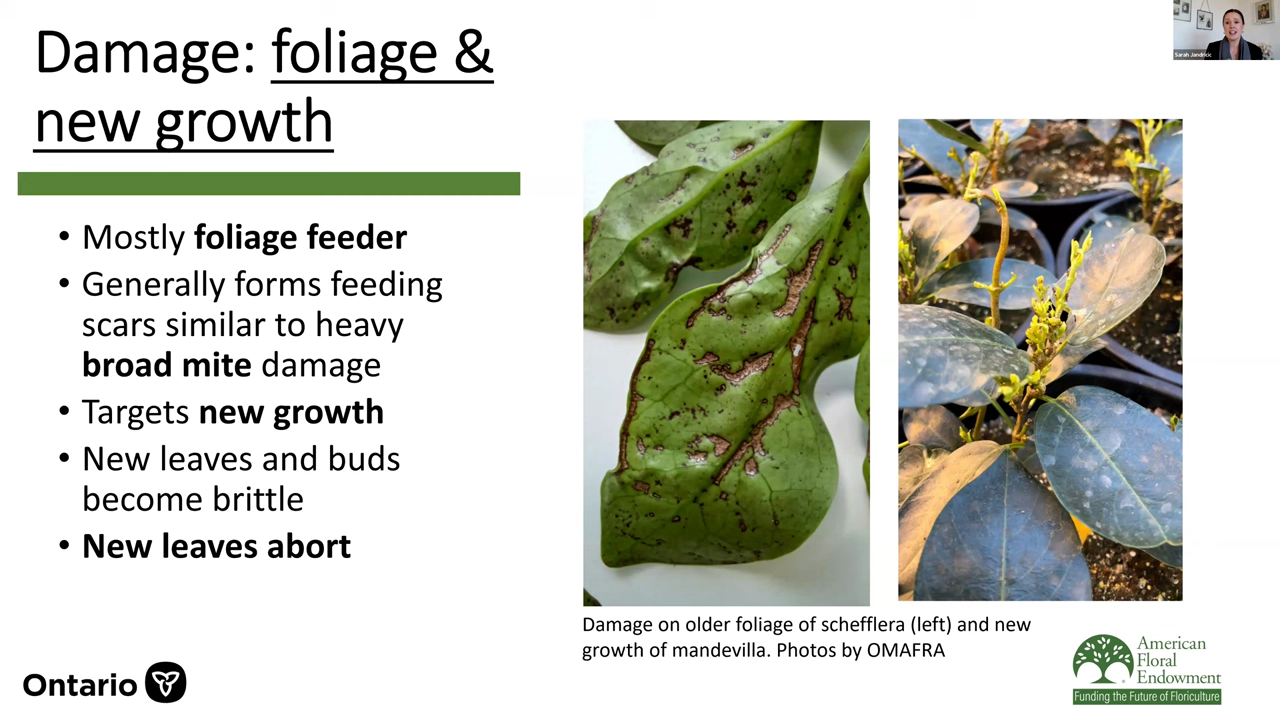 Damage: foliage &
new growth
• Mostly foliage feeder
• Generally forms feeding
scars similar to heavy
broad mite damage
• Targets new growth
• New leaves and buds
become brittle
• New leaves abort
Sarah Jandricic
Damage on older foliage of schefflera (left) and new
growth of mandevilla. Photos by OMAFRA
Ontario
American
Floral
Endowment
Funding the Future of Floriculture